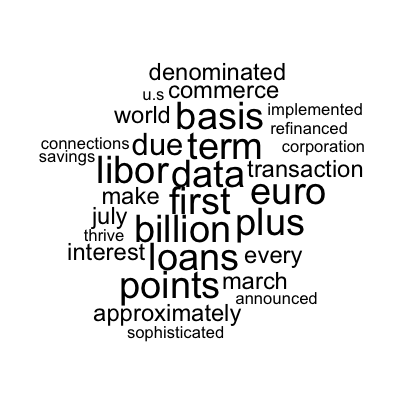 denominated
u.s commerce
world basis implemented
refinanced
connections due term corporation
savings libor data transaction
make first euro
july billion plus
thrive
interest loans every
points march
announced
approximately
sophisticated